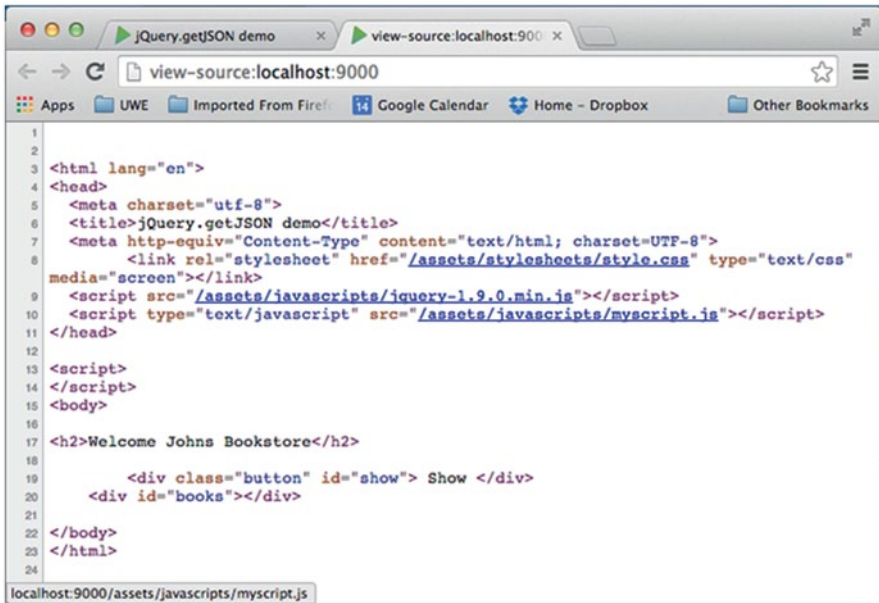 jQuery.getJSON demo × view-source:localhost:900 ×
view-source:localhost:9000
Apps UWE Imported From Firef 14 Google Calendar Home – Dropbox Other Bookmarks
1
2
3 <html lang="en">
4 <head>
5 <meta charset="utf-8">
6 <title>jQuery.getJSON demo</title>
7 <meta http-equiv="Content-Type" content="text/html; charset=UTF-8">
8 <link rel="stylesheet" href="/assets/stylesheets/style.css" type="text/css"
media="screen"></link>
9 <script src="/assets/javascripts/jquery-1.9.0.min.js"></script>
10 <script type="text/javascript" src="/assets/javascripts/myscript.js"></script>
11 </head>
12
13 <script>
14 </script>
15 <body>
16
17 <h2>Welcome Johns Bookstore</h2>
18
19 <div class="button" id="show"> Show </div>
20 <div id="books"></div>
21
22 </body>
23 </html>
24
localhost:9000/assets/javascripts/myscript.js